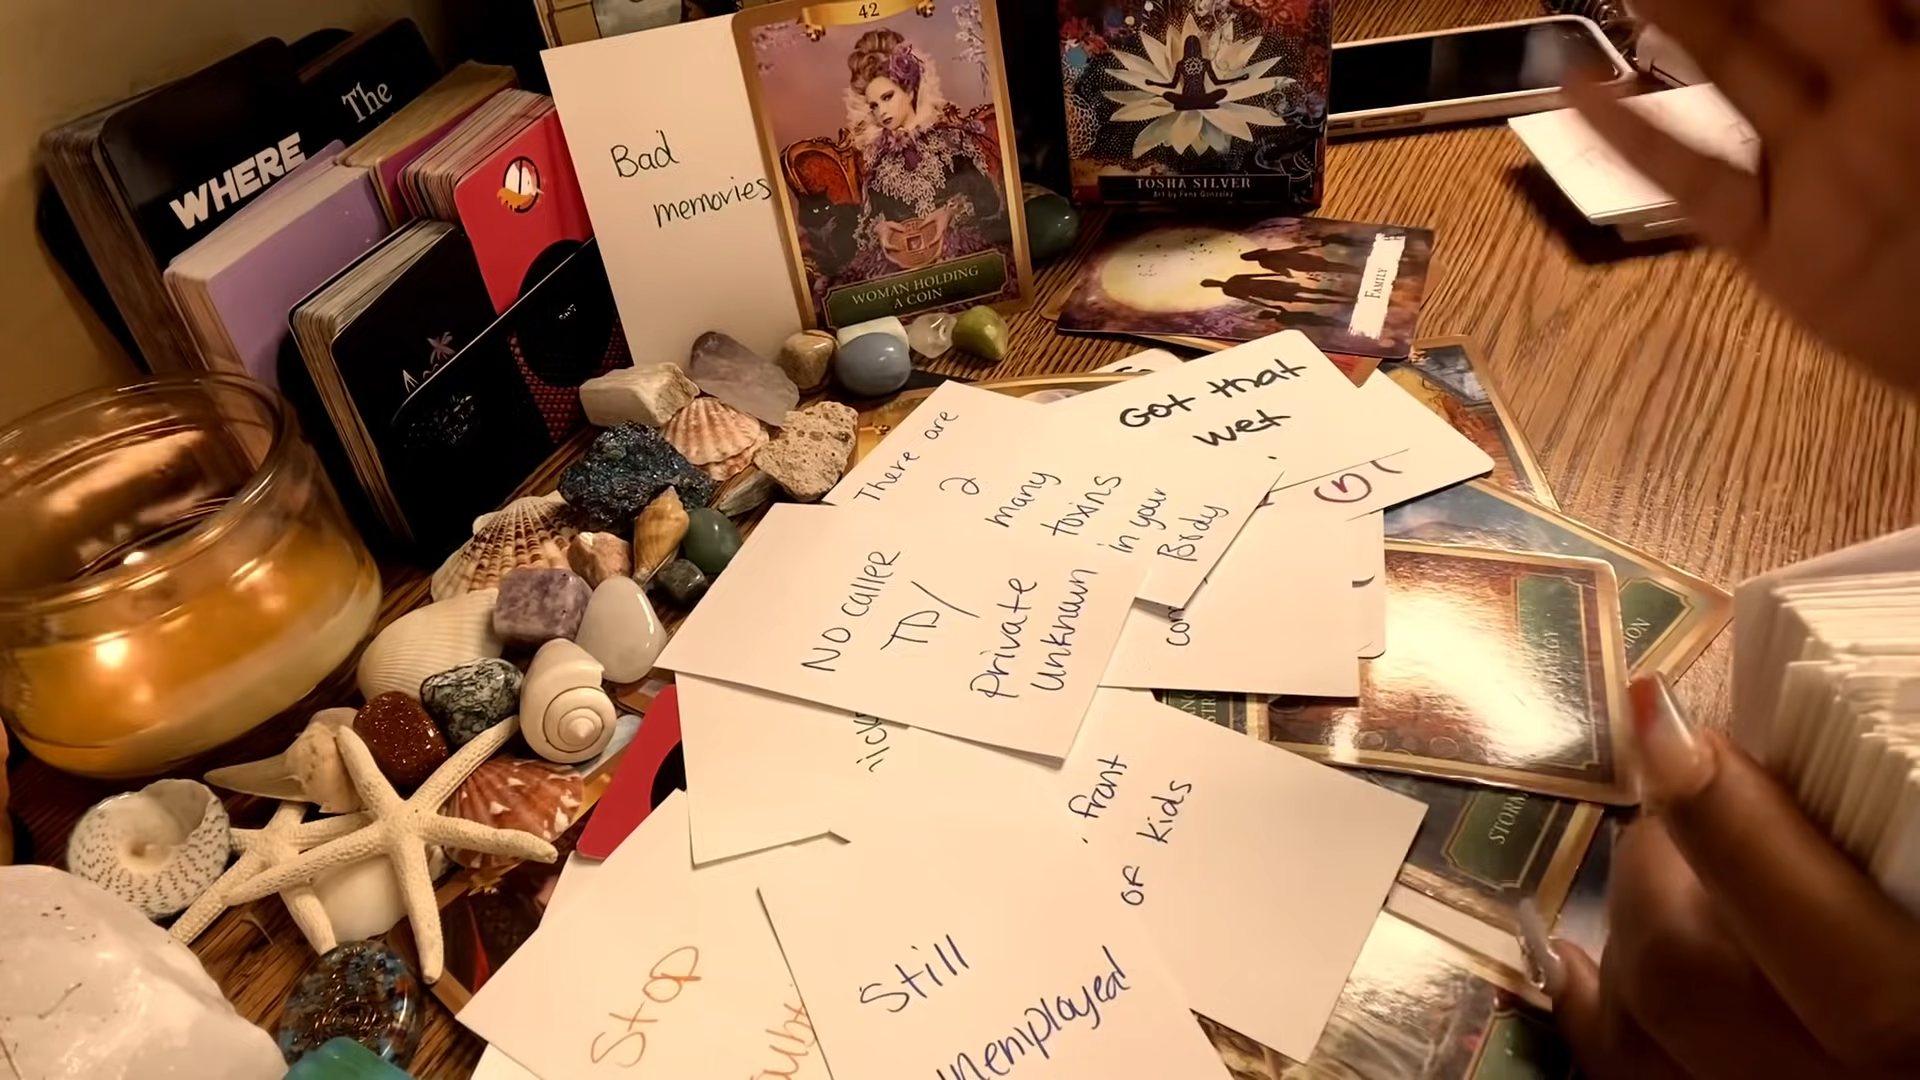 The
WHERE
Bad
memories
42
WOMAN HOLDING
A COIN
TOSHA SILVER
FAMILY
Got that
wet
There are
2
many
toxins
in your
Body
No caller
ID/
private
unknown
front
of kids
STORM
Stop
Still